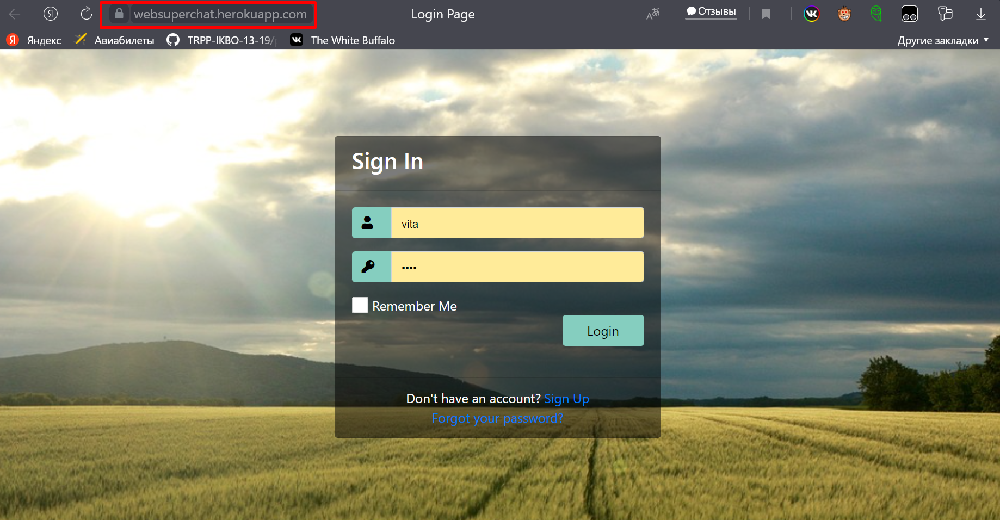 websuperchat.herokuapp.com
Login Page
Отзывы
Яндекс
Авиабилеты
TRPP-IKBO-13-19/
The White Buffalo
Другие закладки
Sign In
vita
••••
Remember Me
Login
Don't have an account? Sign Up
Forgot your password?